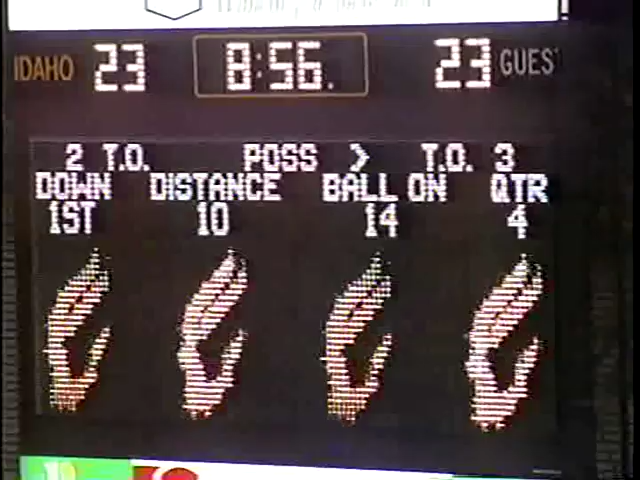 IDAHO 23 8:56. 23 GUES
2 T.O. POSS > T.O. 3
DOWN DISTANCE BALL ON QTR
1ST 10 14 4